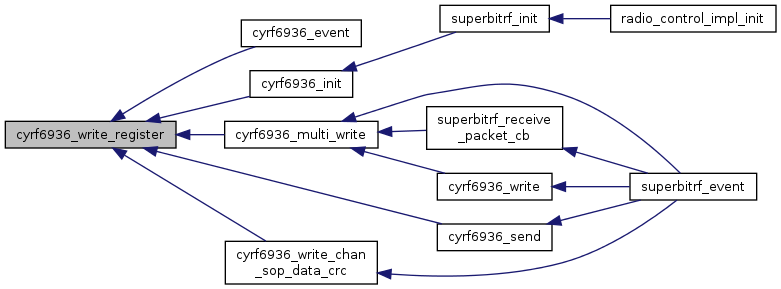 superbitrf_init
radio_control_impl_init
cyrf6936_event
cyrf6936_init
superbitrf_receive
_packet_cb
cyrf6936_write_register
cyrf6936_multi_write
cyrf6936_write
superbitrf_event
cyrf6936_send
cyrf6936_write_chan
_sop_data_crc